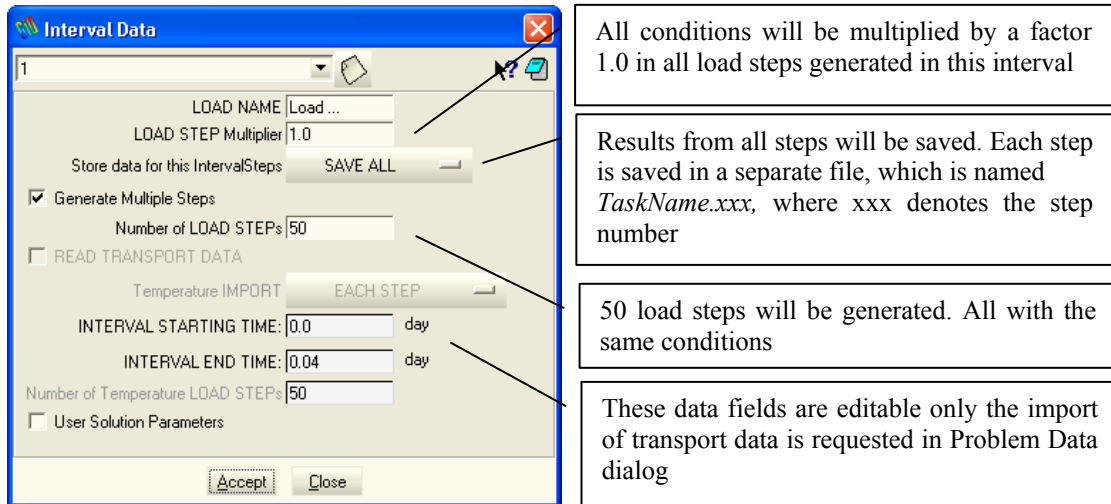 Interval Data
1
LOAD NAME Load ...
LOAD STEP Multiplier 1.0
Store data for this IntervalSteps SAVE ALL
Generate Multiple Steps
Number of LOAD STEPs 50
READ TRANSPORT DATA
Temperature IMPORT EACH STEP
INTERVAL STARTING TIME: 0.0 day
INTERVAL END TIME: 0.04 day
Number of Temperature LOAD STEPs 50
User Solution Parameters
Accept Close
All conditions will be multiplied by a factor
1.0 in all load steps generated in this interval
Results from all steps will be saved. Each step
is saved in a separate file, which is named
TaskName.xxx, where xxx denotes the step
number
50 load steps will be generated. All with the
same conditions
These data fields are editable only the import
of transport data is requested in Problem Data
dialog